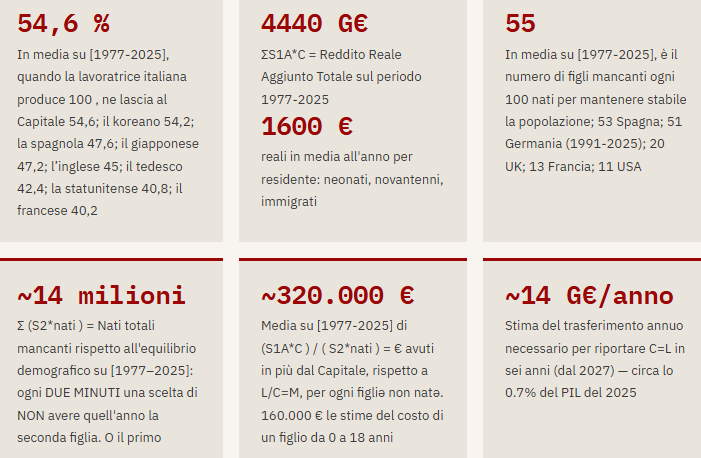 54,6 %
In media su [1977-2025],
quando la lavoratrice italiana
produce 100 , ne lascia al
Capitale 54,6; il koreano 54,2;
la spagnola 47,6; il giapponese
47,2; l’inglese 45; il tedesco
42,4; la statunitense 40,8; il
francese 40,2
4440 G€
ΣS1A*C = Reddito Reale
Aggiunto Totale sul periodo
1977-2025
1600 €
reali in media all'anno per
residente: neonati, novantenni,
immigrati
55
In media su [1977-2025], è il
numero di figli mancanti ogni
100 nati per mantenere stabile
la popolazione; 53 Spagna; 51
Germania (1991-2025); 20
UK; 13 Francia; 11 USA
~14 milioni
Σ (S2*nati ) = Nati totali
mancanti rispetto all'equilibrio
demografico su [1977–2025]:
ogni DUE MINUTI una scelta di
NON avere quell'anno la
seconda figlia. O il primo
~320.000 €
Media su [1977-2025] di
(S1A*C ) / ( S2*nati ) = € avuti
in più dal Capitale, rispetto a
L/C=M, per ogni figliə non natə.
160.000 € le stime del costo di
un figlio da 0 a 18 anni
~14 G€/anno
Stima del trasferimento annuo
necessario per riportare C=L in
sei anni (dal 2027) — circa lo
0.7% del PIL del 2025